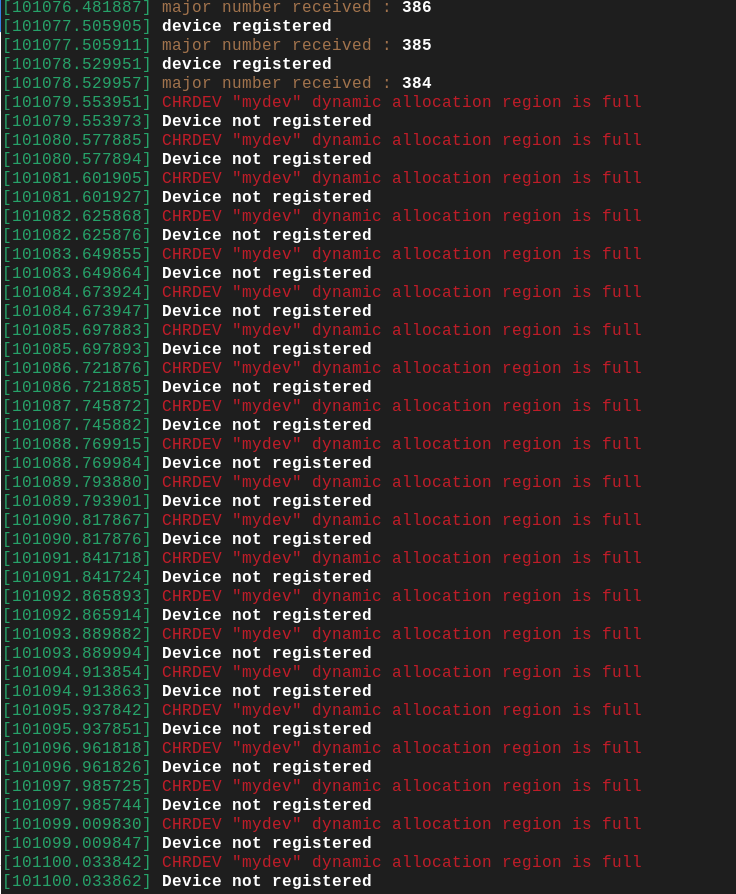 [101076.481887] major number received : 386
[101077.505905] device registered
[101077.505911] major number received : 385
[101078.529951] device registered
[101078.529957] major number received : 384
[101079.553951] CHRDEV "mydev" dynamic allocation region is full
[101079.553973] Device not registered
[101080.577885] CHRDEV "mydev" dynamic allocation region is full
[101080.577894] Device not registered
[101081.601905] CHRDEV "mydev" dynamic allocation region is full
[101081.601927] Device not registered
[101082.625868] CHRDEV "mydev" dynamic allocation region is full
[101082.625876] Device not registered
[101083.649855] CHRDEV "mydev" dynamic allocation region is full
[101083.649864] Device not registered
[101084.673924] CHRDEV "mydev" dynamic allocation region is full
[101084.673947] Device not registered
[101085.697883] CHRDEV "mydev" dynamic allocation region is full
[101085.697893] Device not registered
[101086.721876] CHRDEV "mydev" dynamic allocation region is full
[101086.721885] Device not registered
[101087.745872] CHRDEV "mydev" dynamic allocation region is full
[101087.745882] Device not registered
[101088.769915] CHRDEV "mydev" dynamic allocation region is full
[101088.769984] Device not registered
[101089.793880] CHRDEV "mydev" dynamic allocation region is full
[101089.793901] Device not registered
[101090.817867] CHRDEV "mydev" dynamic allocation region is full
[101090.817876] Device not registered
[101091.841718] CHRDEV "mydev" dynamic allocation region is full
[101091.841724] Device not registered
[101092.865893] CHRDEV "mydev" dynamic allocation region is full
[101092.865914] Device not registered
[101093.889882] CHRDEV "mydev" dynamic allocation region is full
[101093.889994] Device not registered
[101094.913854] CHRDEV "mydev" dynamic allocation region is full
[101094.913863] Device not registered
[101095.937842] CHRDEV "mydev" dynamic allocation region is full
[101095.937851] Device not registered
[101096.961818] CHRDEV "mydev" dynamic allocation region is full
[101096.961826] Device not registered
[101097.985725] CHRDEV "mydev" dynamic allocation region is full
[101097.985744] Device not registered
[101099.009830] CHRDEV "mydev" dynamic allocation region is full
[101099.009847] Device not registered
[101100.033842] CHRDEV "mydev" dynamic allocation region is full
[101100.033862] Device not registered